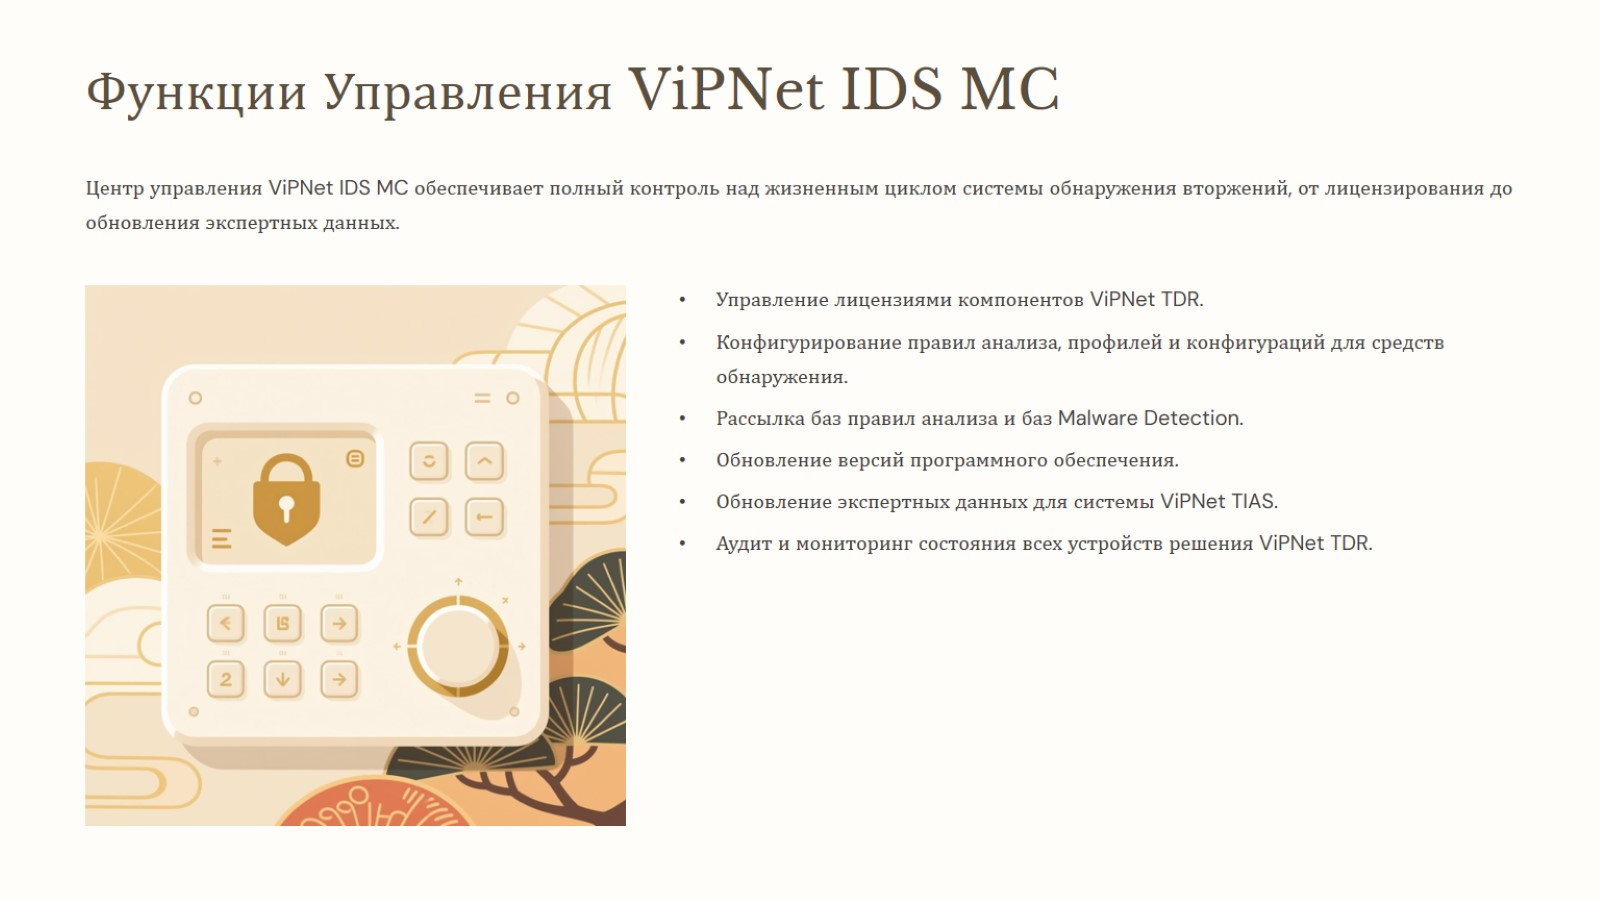 Функции Управления ViPNet IDS MC
Центр управления ViPNet IDS MC обеспечивает полный контроль над жизненным циклом системы обнаружения вторжений, от лицензирования до
обновления экспертных данных.
• Управление лицензиями компонентов ViPNet TDR.
• Конфигурирование правил анализа, профилей и конфигураций для средств
обнаружения.
• Рассылка баз правил анализа и баз Malware Detection.
• Обновление версий программного обеспечения.
• Обновление экспертных данных для системы ViPNet TIAS.
• Аудит и мониторинг состояния всех устройств решения ViPNet TDR.
2